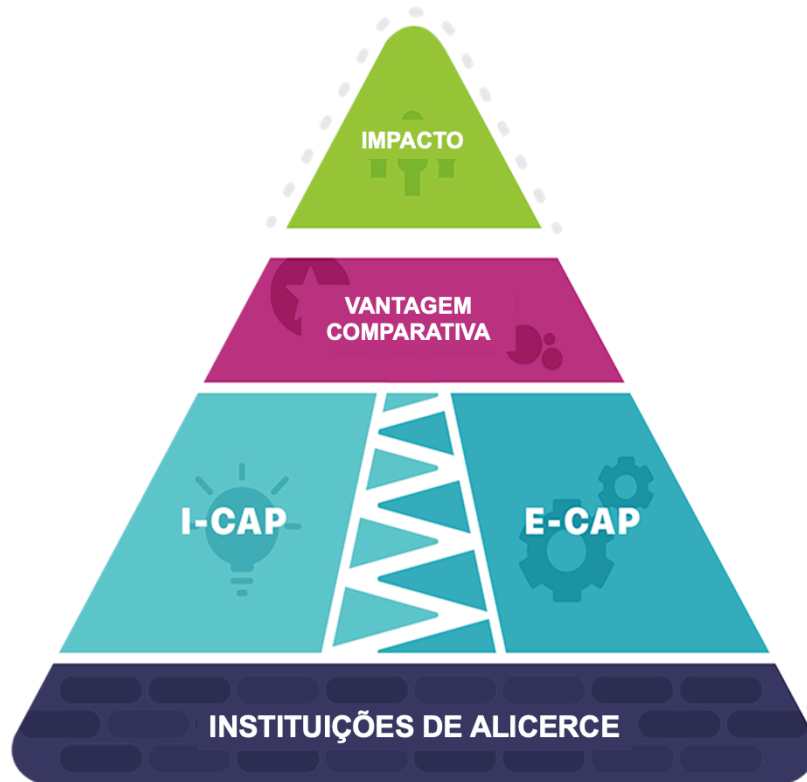 IMPACTO
VANTAGEM
COMPARATIVA
I-CAP
E-CAP
INSTITUIÇÕES DE ALICERCE